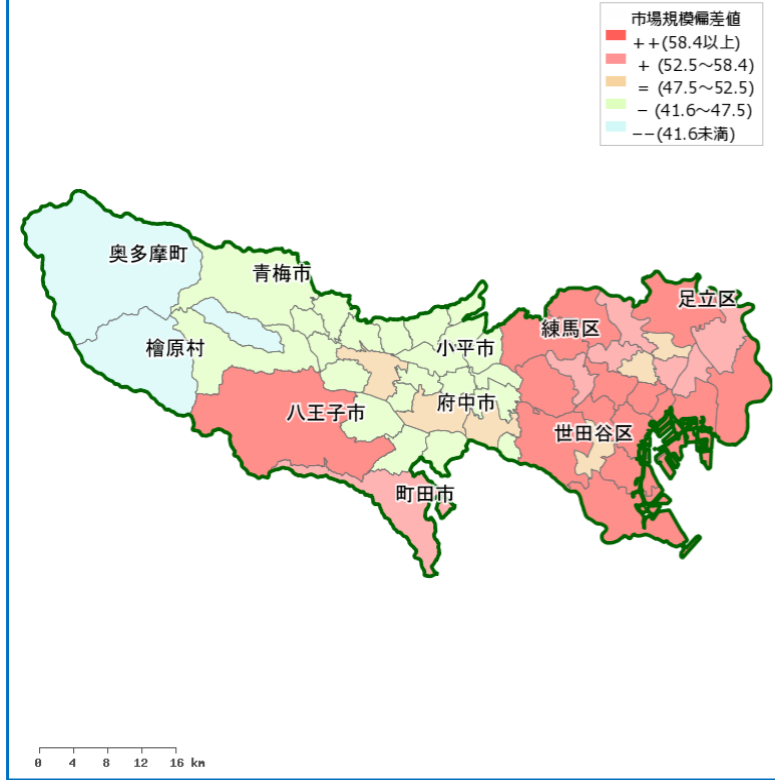 市場規模偏差値
++(58.4以上)
+ (52.5～58.4)
= (47.5～52.5)
− (41.6～47.5)
−−(41.6未満)
奥多摩町
青梅市
足立区
練馬区
檜原村
小平市
八王子市
府中市
世田谷区
町田市
0 4 8 12 16 km